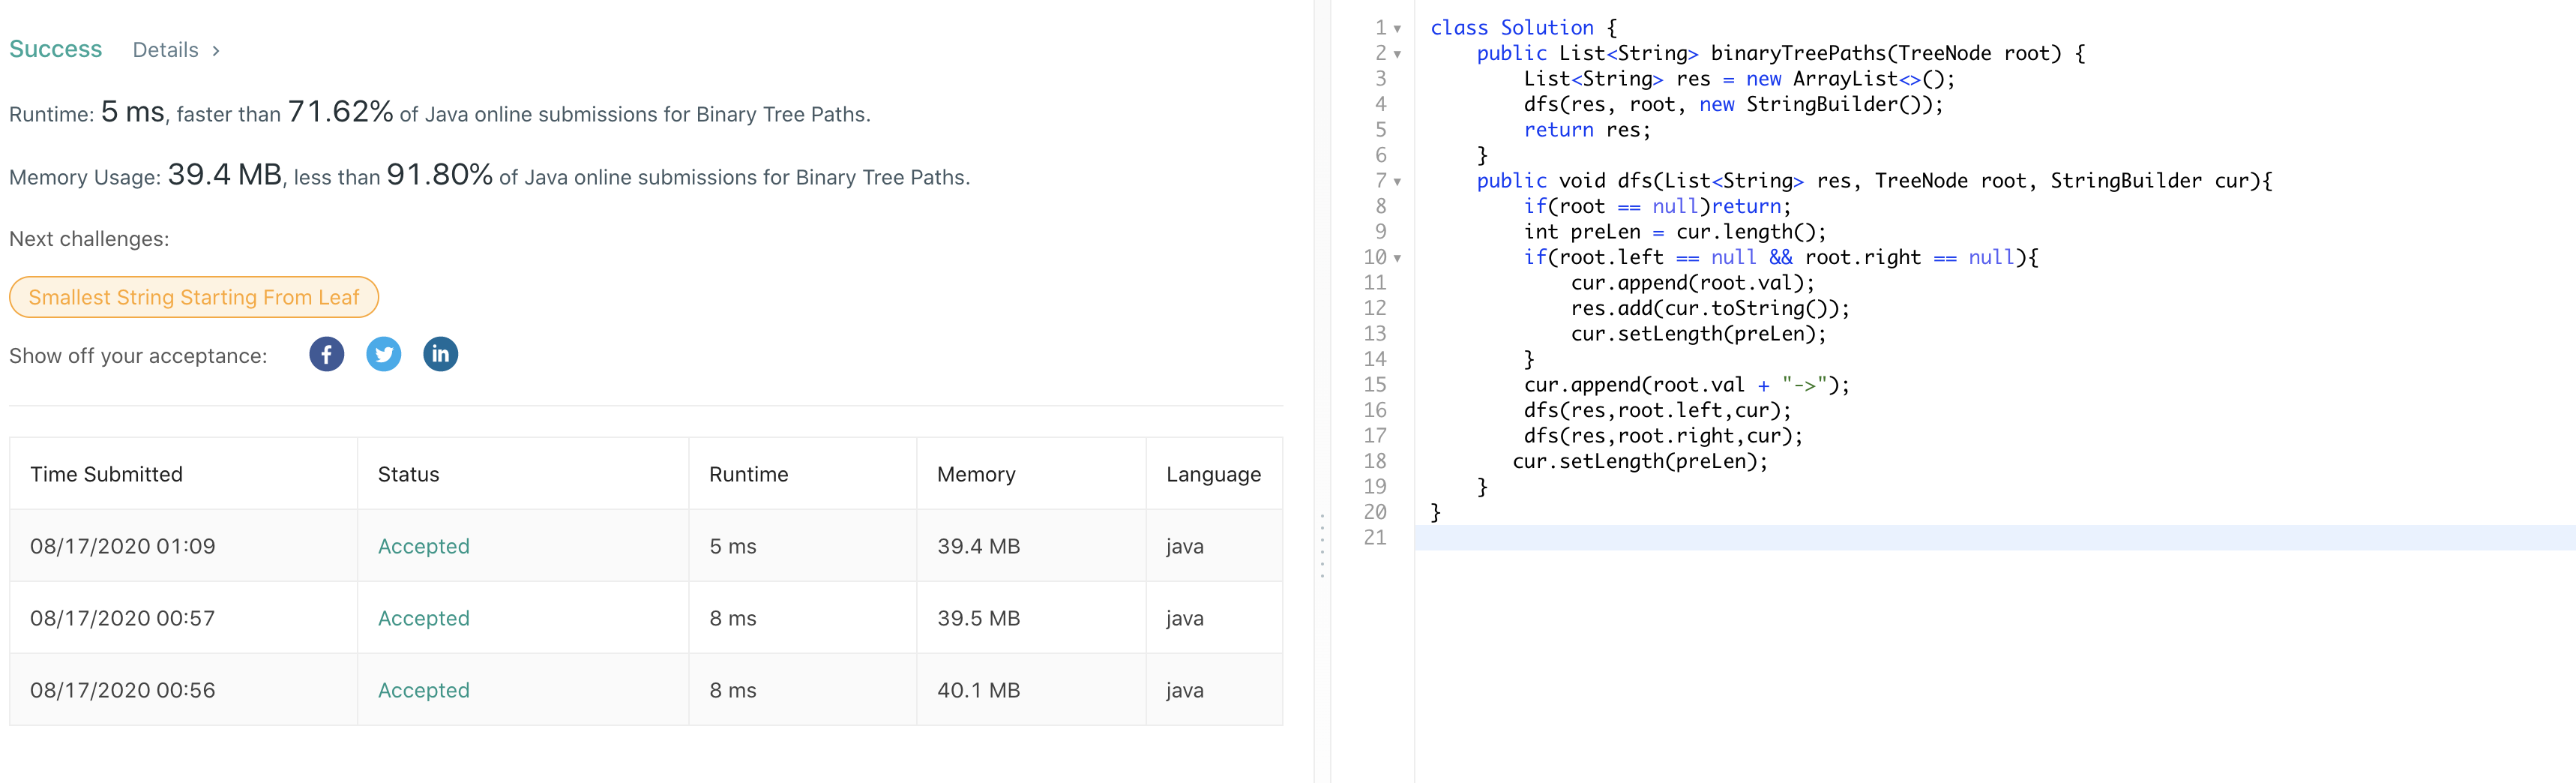 Success Details >
Runtime: 5 ms, faster than 71.62% of Java online submissions for Binary Tree Paths.
Memory Usage: 39.4 MB, less than 91.80% of Java online submissions for Binary Tree Paths.
Next challenges:
Smallest String Starting From Leaf
Show off your acceptance: f in
Time Submitted Status Runtime Memory Language
08/17/2020 01:09 Accepted 5 ms 39.4 MB java
08/17/2020 00:57 Accepted 8 ms 39.5 MB java
08/17/2020 00:56 Accepted 8 ms 40.1 MB java
1 class Solution {
2     public List<String> binaryTreePaths(TreeNode root) {
3         List<String> res = new ArrayList<>();
4         dfs(res, root, new StringBuilder());
5         return res;
6     }
7     public void dfs(List<String> res, TreeNode root, StringBuilder cur){
8         if(root == null)return;
9         int preLen = cur.length();
10         if(root.left == null && root.right == null){
11             cur.append(root.val);
12             res.add(cur.toString());
13             cur.setLength(preLen);
14         }
15         cur.append(root.val + "->");
16         dfs(res,root.left,cur);
17         dfs(res,root.right,cur);
18        cur.setLength(preLen);
19     }
20 }
21